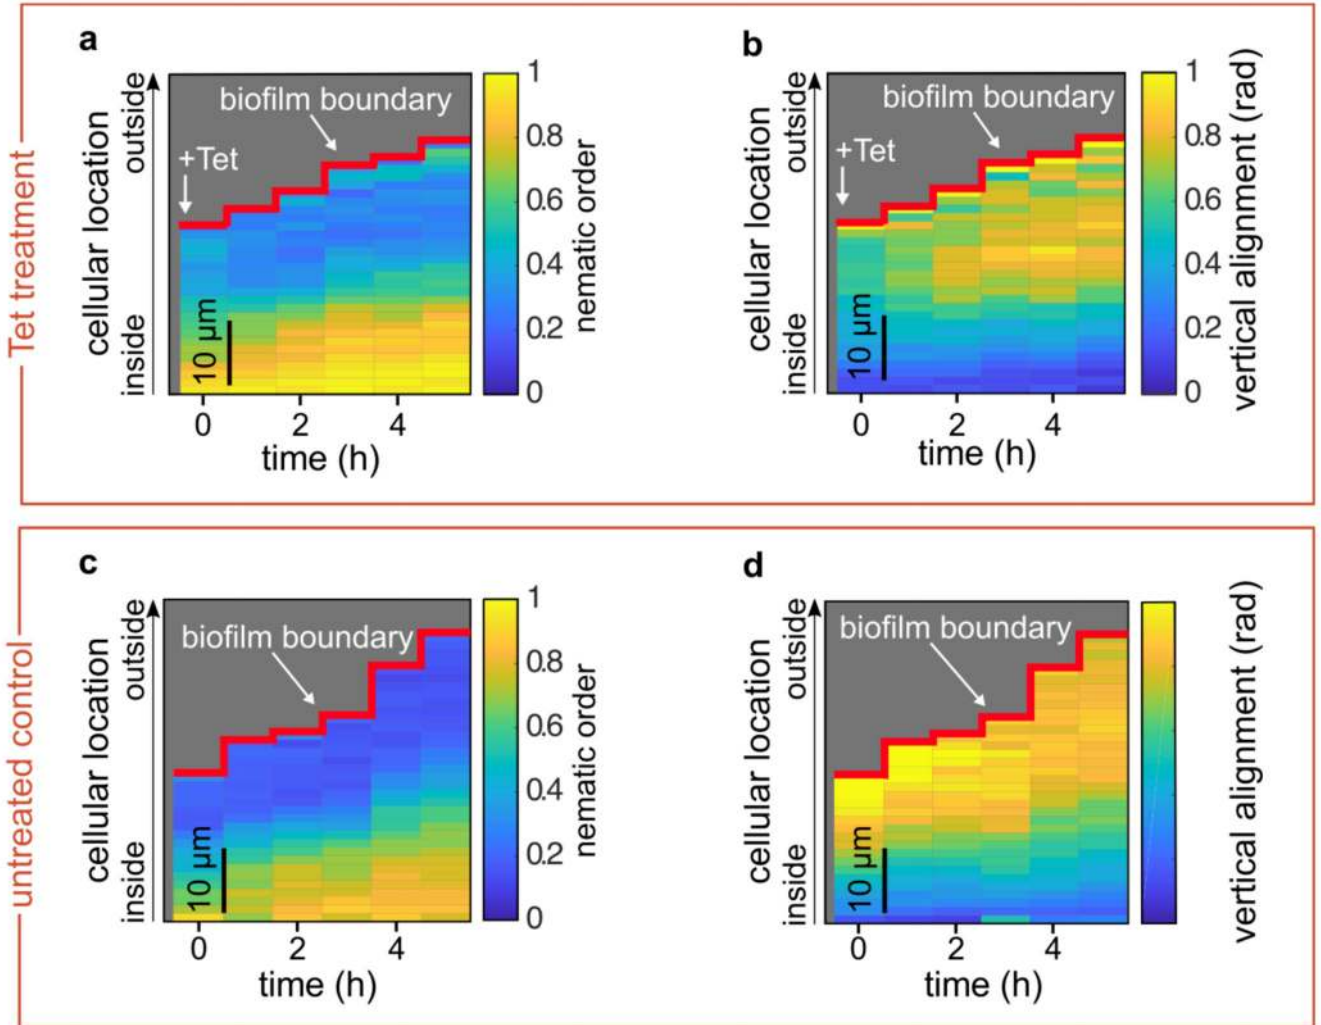 Tet treatment
a
cellular location
inside
outside
biofilm boundary
+Tet
10 µm
0
2
4
time (h)
1
0.8
0.6
0.4
0.2
0
nematic order
b
cellular location
inside
outside
biofilm boundary
+Tet
10 µm
0
2
4
time (h)
1
0.8
0.6
0.4
0.2
0
vertical alignment (rad)
untreated control
c
cellular location
inside
outside
biofilm boundary
10 µm
0
2
4
time (h)
1
0.8
0.6
0.4
0.2
0
nematic order
d
cellular location
inside
outside
biofilm boundary
10 µm
0
2
4
time (h)
vertical alignment (rad)